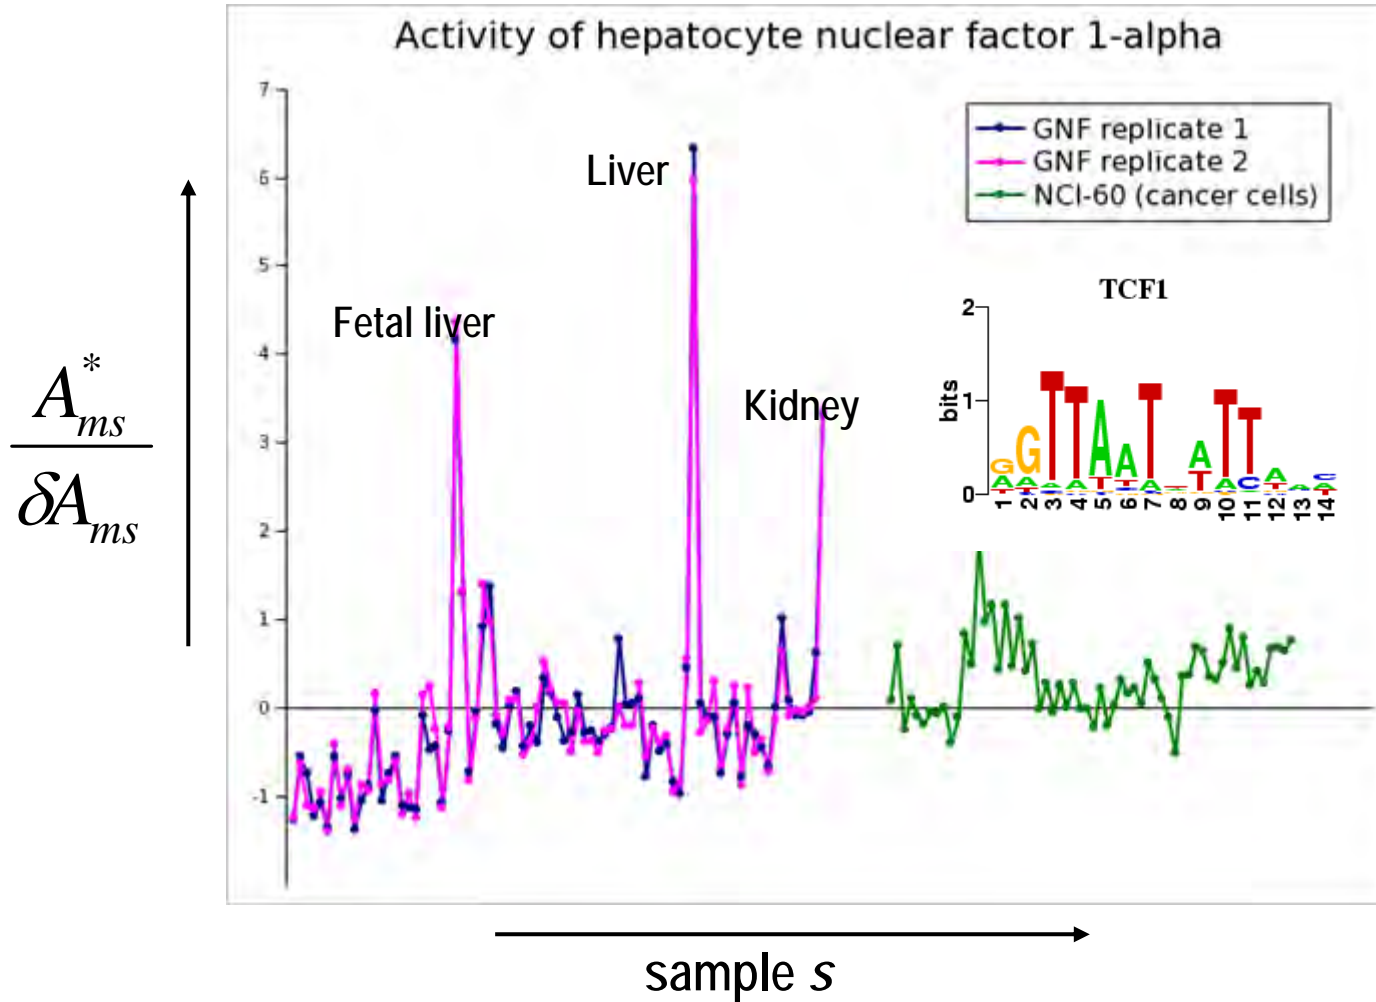 Activity of hepatocyte nuclear factor 1-alpha
7
6
5
4
3
2
1
0
-1
GNF replicate 1
GNF replicate 2
NCI-60 (cancer cells)
Liver
Fetal liver
Kidney
A*ms
δAms
TCF1
2
1
0
bits
1 2 3 4 5 6 7 8 9 10 11 12 13 14
sample s